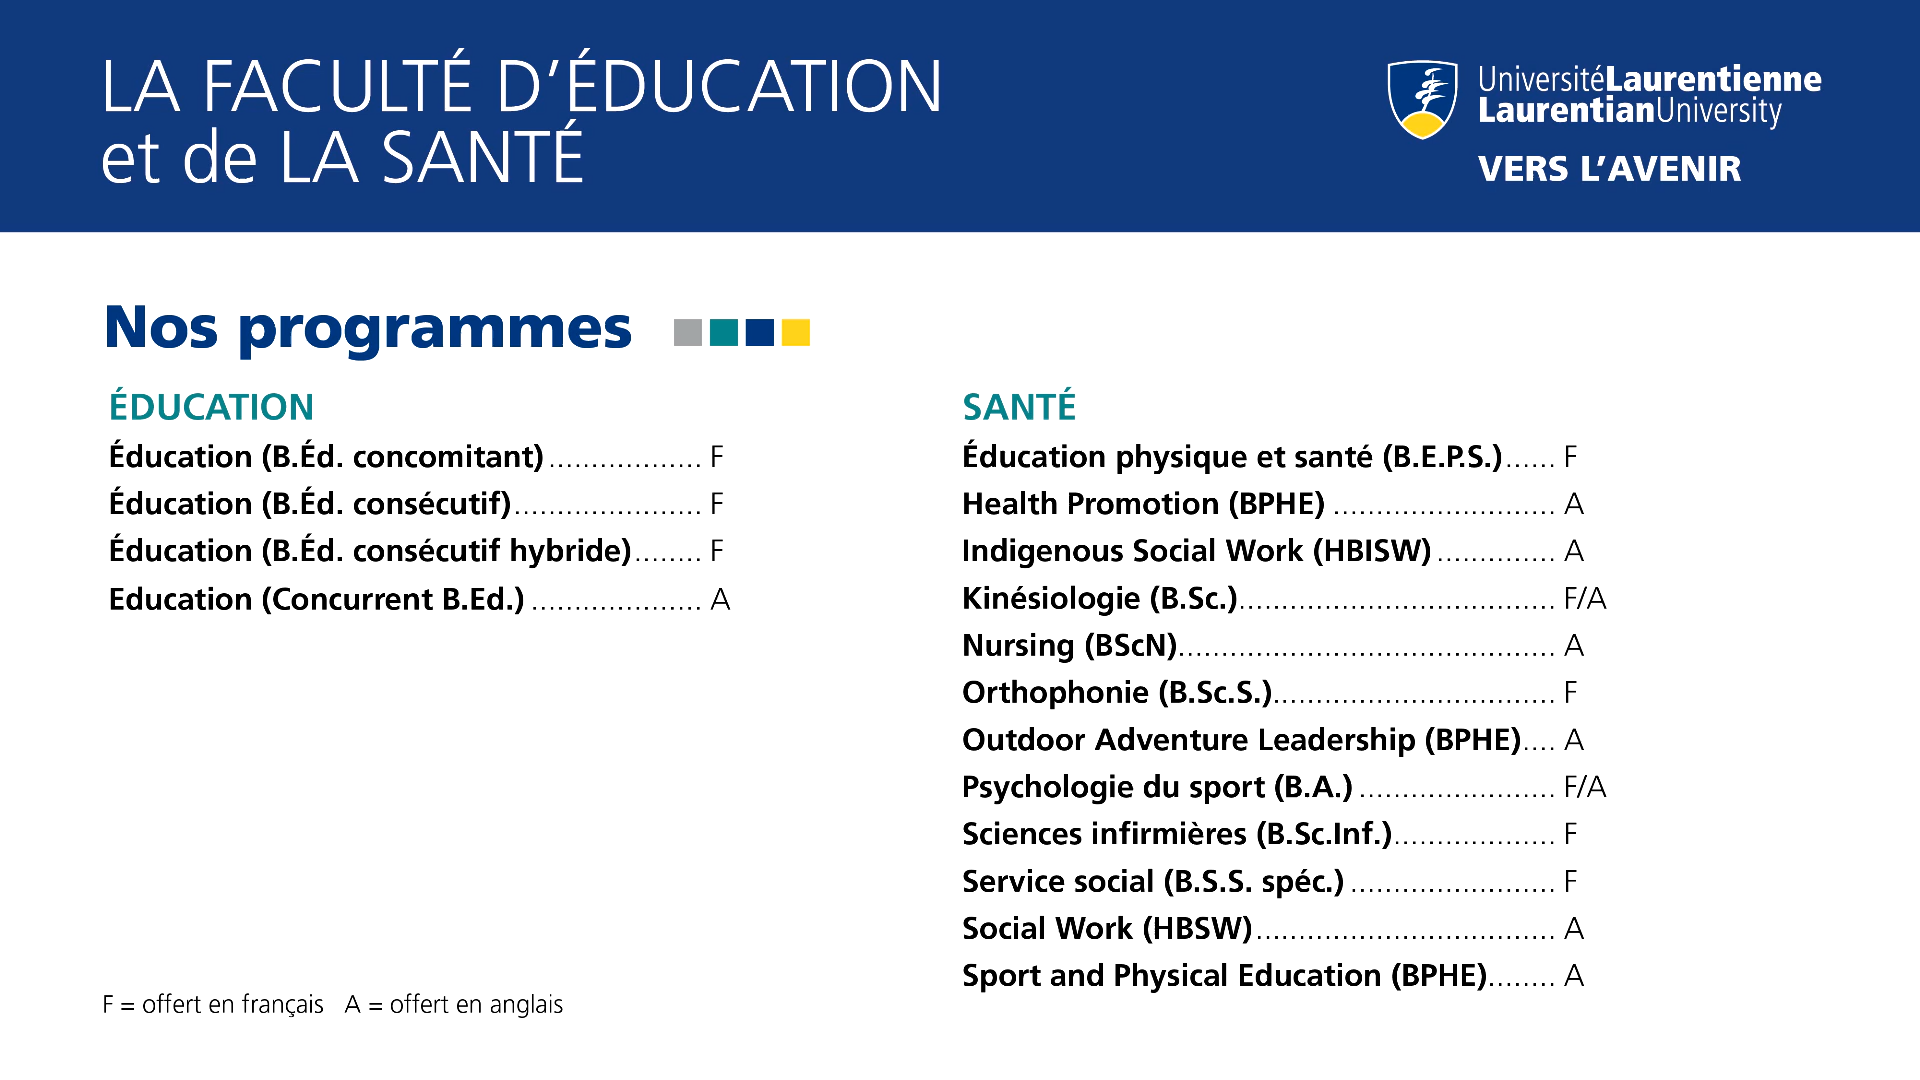 LA FACULTÉ D’ÉDUCATION
et de LA SANTÉ
UniversitéLaurentienne
LaurentianUniversity
VERS L’AVENIR
Nos programmes
ÉDUCATION
Éducation (B.Éd. concomitant).................. F
Éducation (B.Éd. consécutif)...................... F
Éducation (B.Éd. consécutif hybride)........ F
Education (Concurrent B.Ed.) .................... A
SANTÉ
Éducation physique et santé (B.E.P.S.)...... F
Health Promotion (BPHE) .......................... A
Indigenous Social Work (HBISW).............. A
Kinésiologie (B.Sc.)..................................... F/A
Nursing (BScN)............................................ A
Orthophonie (B.Sc.S.)................................. F
Outdoor Adventure Leadership (BPHE).... A
Psychologie du sport (B.A.) ....................... F/A
Sciences infirmières (B.Sc.Inf.)................... F
Service social (B.S.S. spéc.) ........................ F
Social Work (HBSW)................................... A
Sport and Physical Education (BPHE)........ A
F = offert en français A = offert en anglais